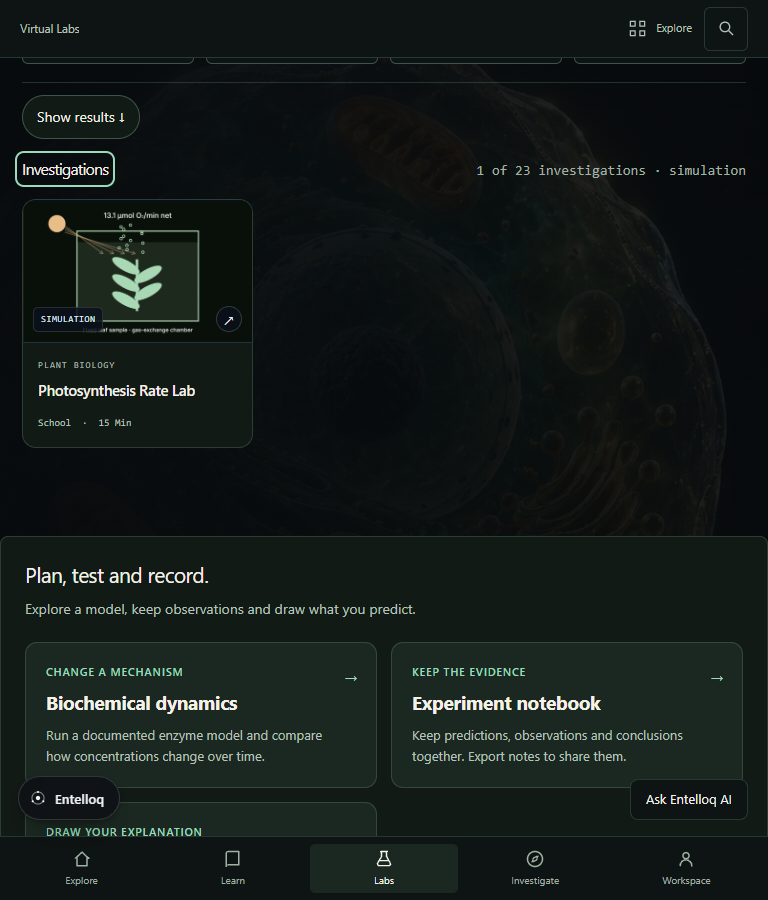 Virtual Labs
Explore
Show results ↓
Investigations
1 of 23 investigations · simulation
13.1 µmol O₂/min net
SIMULATION
leaf sample · gas-exchange chamber
↗
PLANT BIOLOGY
Photosynthesis Rate Lab
School · 15 Min
Plan, test and record.
Explore a model, keep observations and draw what you predict.
CHANGE A MECHANISM →
Biochemical dynamics
Run a documented enzyme model and compare
how concentrations change over time.
KEEP THE EVIDENCE →
Experiment notebook
Keep predictions, observations and conclusions
together. Export notes to share them.
Entelloq
Ask Entelloq AI
DRAW YOUR EXPLANATION
Explore
Learn
Labs
Investigate
Workspace